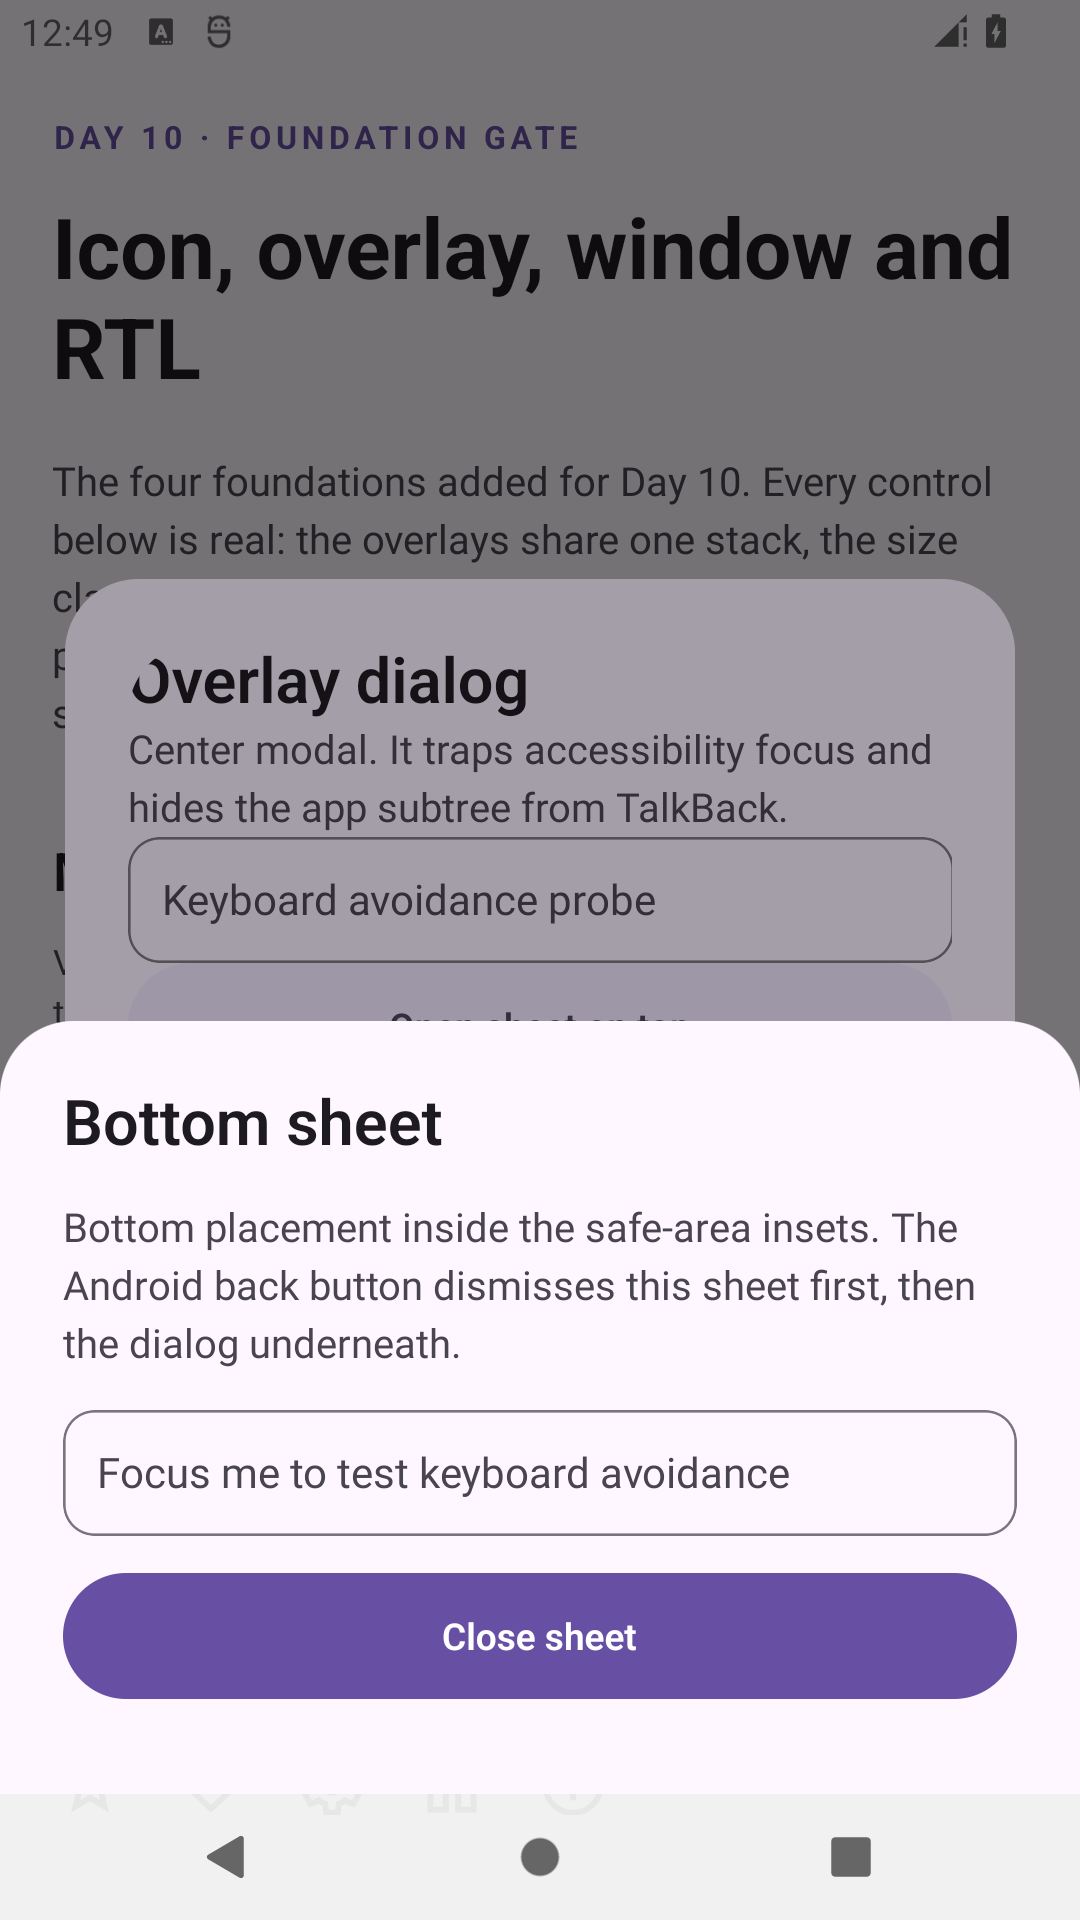 12:49
DAY 10 · FOUNDATION GATE
Icon, overlay, window and
RTL
The four foundations added for Day 10. Every control
below is real: the overlays share one stack, the size
Overlay dialog
Center modal. It traps accessibility focus and
hides the app subtree from TalkBack.
Keyboard avoidance probe
Open sheet on top
Bottom sheet
Bottom placement inside the safe-area insets. The
Android back button dismisses this sheet first, then
the dialog underneath.
Focus me to test keyboard avoidance
Close sheet